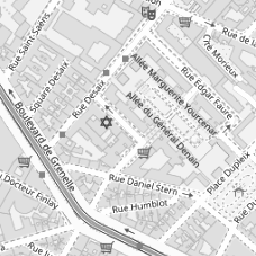 Rue Saint-Saëns
Rue de la
Cité Morieux
Allée Marguerite Yourcenar
Rue Edgar Faure
Square Desaix
Rue Desaix
Allée du Général Denain
Boulevard de Grenelle
Place Dupleix
Rue Daniel Stern
Docteur Finlay
Rue Humblot
Rue Du